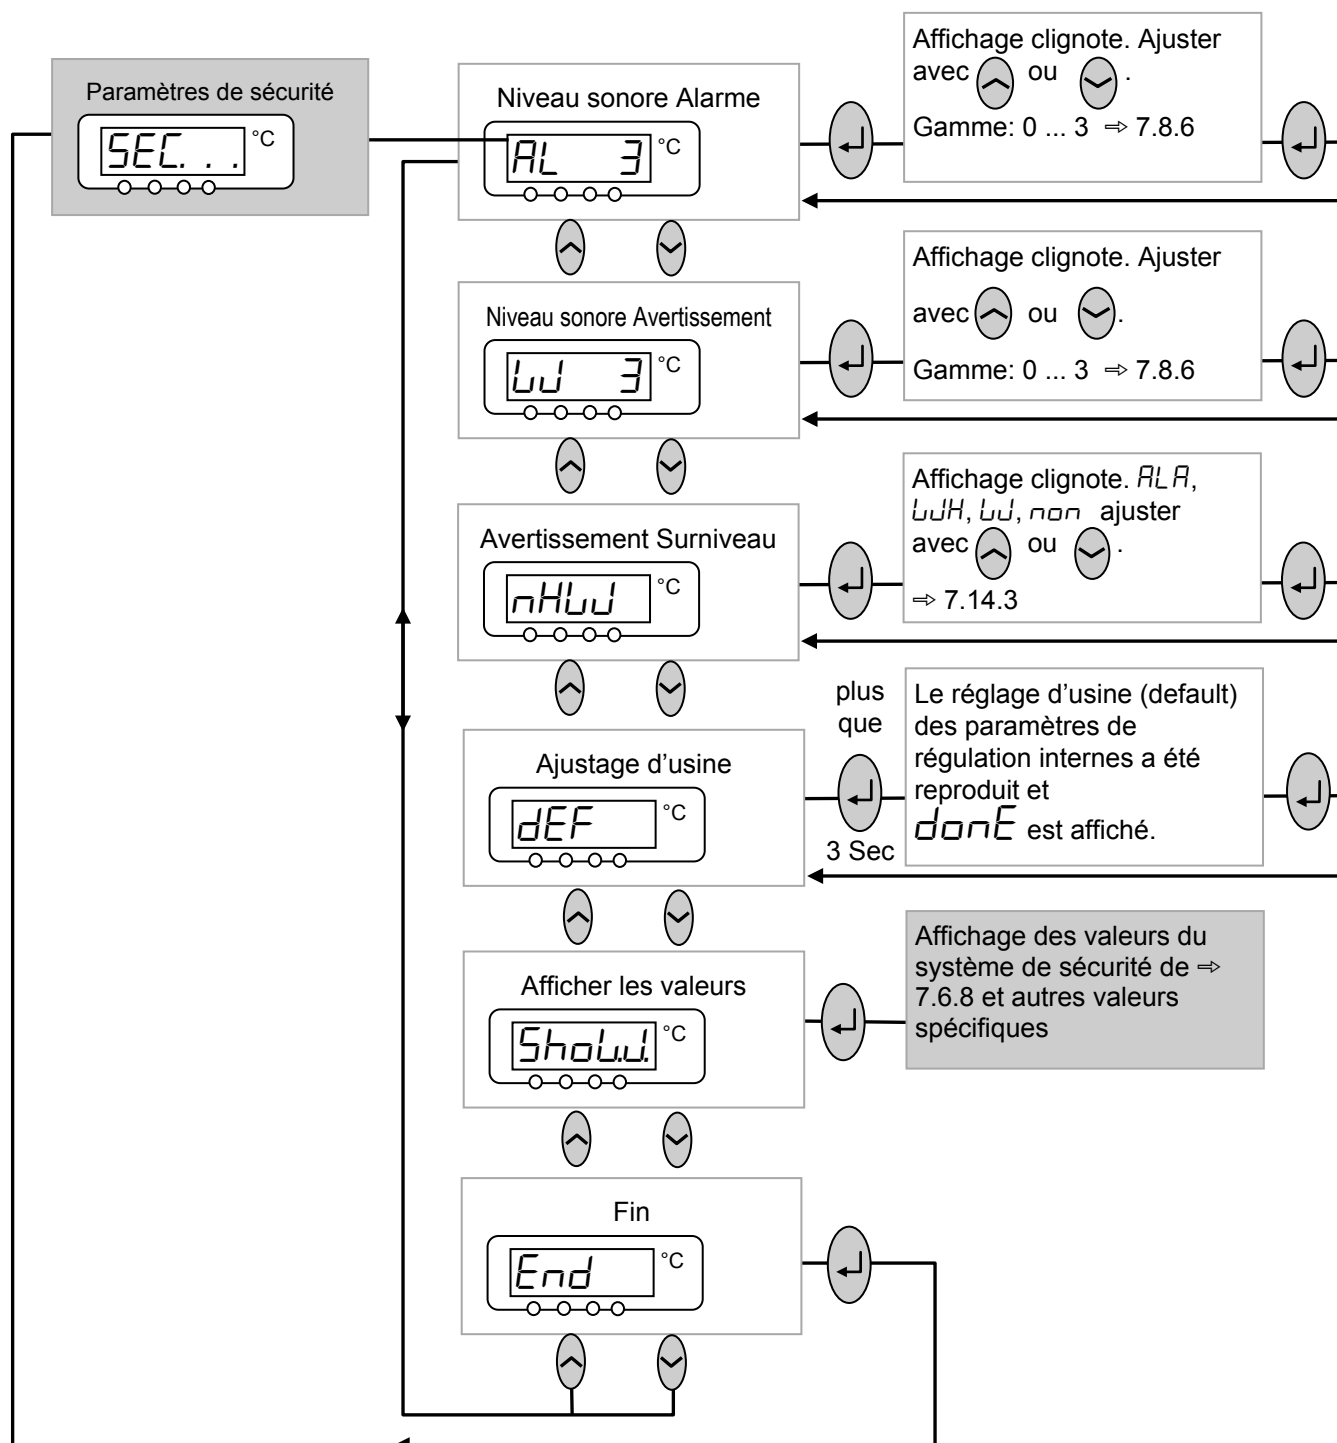 Paramètres de sécurité
SEC...
°C
Niveau sonore Alarme
AL 3
°C
Affichage clignote. Ajuster
avec ou .
Gamme: 0 ... 3 ⇨ 7.8.6
Niveau sonore Avertissement
W 3
°C
Affichage clignote. Ajuster
avec ou .
Gamme: 0 ... 3 ⇨ 7.8.6
Avertissement Surniveau
nHW
°C
Affichage clignote. ALA,
WH, W, non ajuster
avec ou .
⇨ 7.14.3
Ajustage d’usine
dEF
°C
plus
que
3 Sec
Le réglage d’usine (default)
des paramètres de
régulation internes a été
reproduit et
donE est affiché.
Afficher les valeurs
ShoW.
°C
Affichage des valeurs du
système de sécurité de ⇨
7.6.8 et autres valeurs
spécifiques
Fin
End
°C